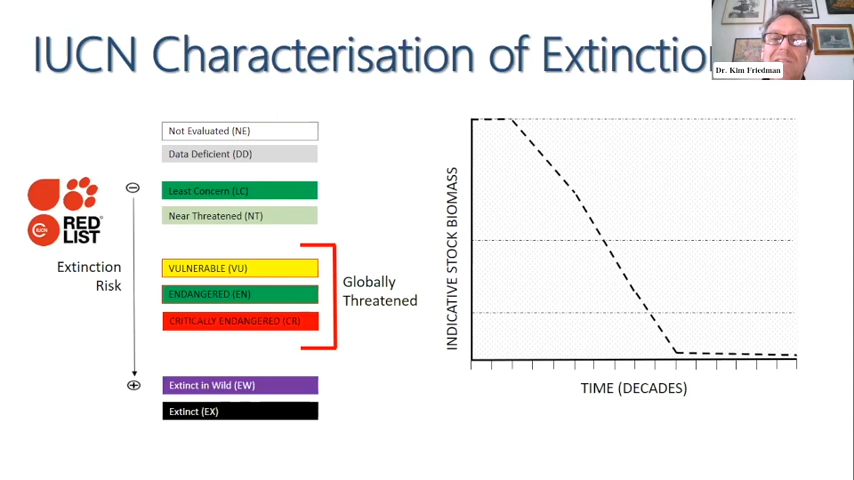 IUCN Characterisation of Extinction
Dr. Kim Friedman
Not Evaluated (NE)
Data Deficient (DD)
Least Concern (LC)
Near Threatened (NT)
IUCN
RED
LIST
Extinction
Risk
VULNERABLE (VU)
ENDANGERED (EN)
CRITICALLY ENDANGERED (CR)
Globally
Threatened
Extinct in Wild (EW)
Extinct (EX)
INDICATIVE STOCK BIOMASS
TIME (DECADES)